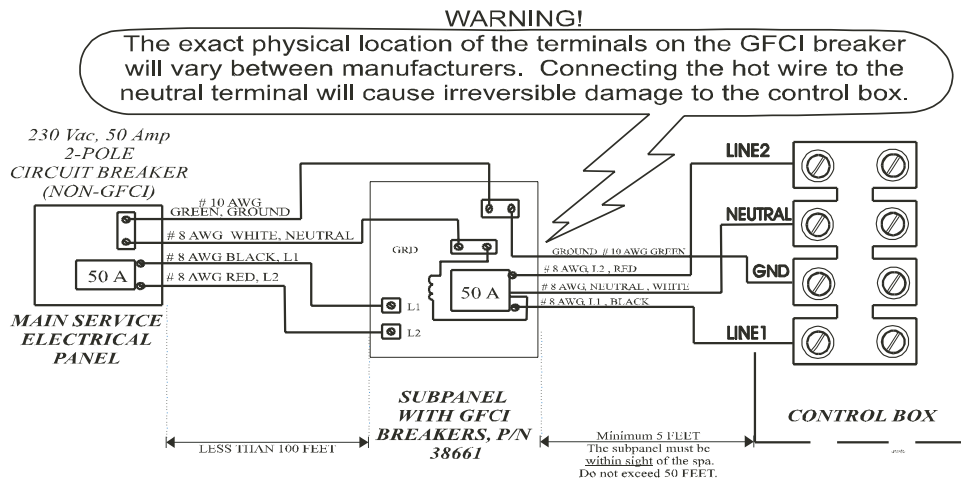 WARNING!
The exact physical location of the terminals on the GFCI breaker
will vary between manufacturers. Connecting the hot wire to the
neutral terminal will cause irreversible damage to the control box.
230 Vac, 50 Amp
2-POLE
CIRCUIT BREAKER
(NON-GFCI)
# 10 AWG
GREEN, GROUND
# 8 AWG WHITE, NEUTRAL
# 8 AWG BLACK, L1
# 8 AWG RED, L2
50 A
MAIN SERVICE
ELECTRICAL
PANEL
GRD
L1
L2
50 A
GROUND # 10 AWG GREEN
# 8 AWG, L2 , RED
# 8 AWG, NEUTRAL , WHITE
# 8 AWG, L1 , BLACK
LINE2
NEUTRAL
GND
LINE1
SUBPANEL
WITH GFCI
BREAKERS, P/N
38661
CONTROL BOX
LESS THAN 100 FEET
Minimum 5 FEET
The subpanel must be
within sight of the spa.
Do not exceed 50 FEET.